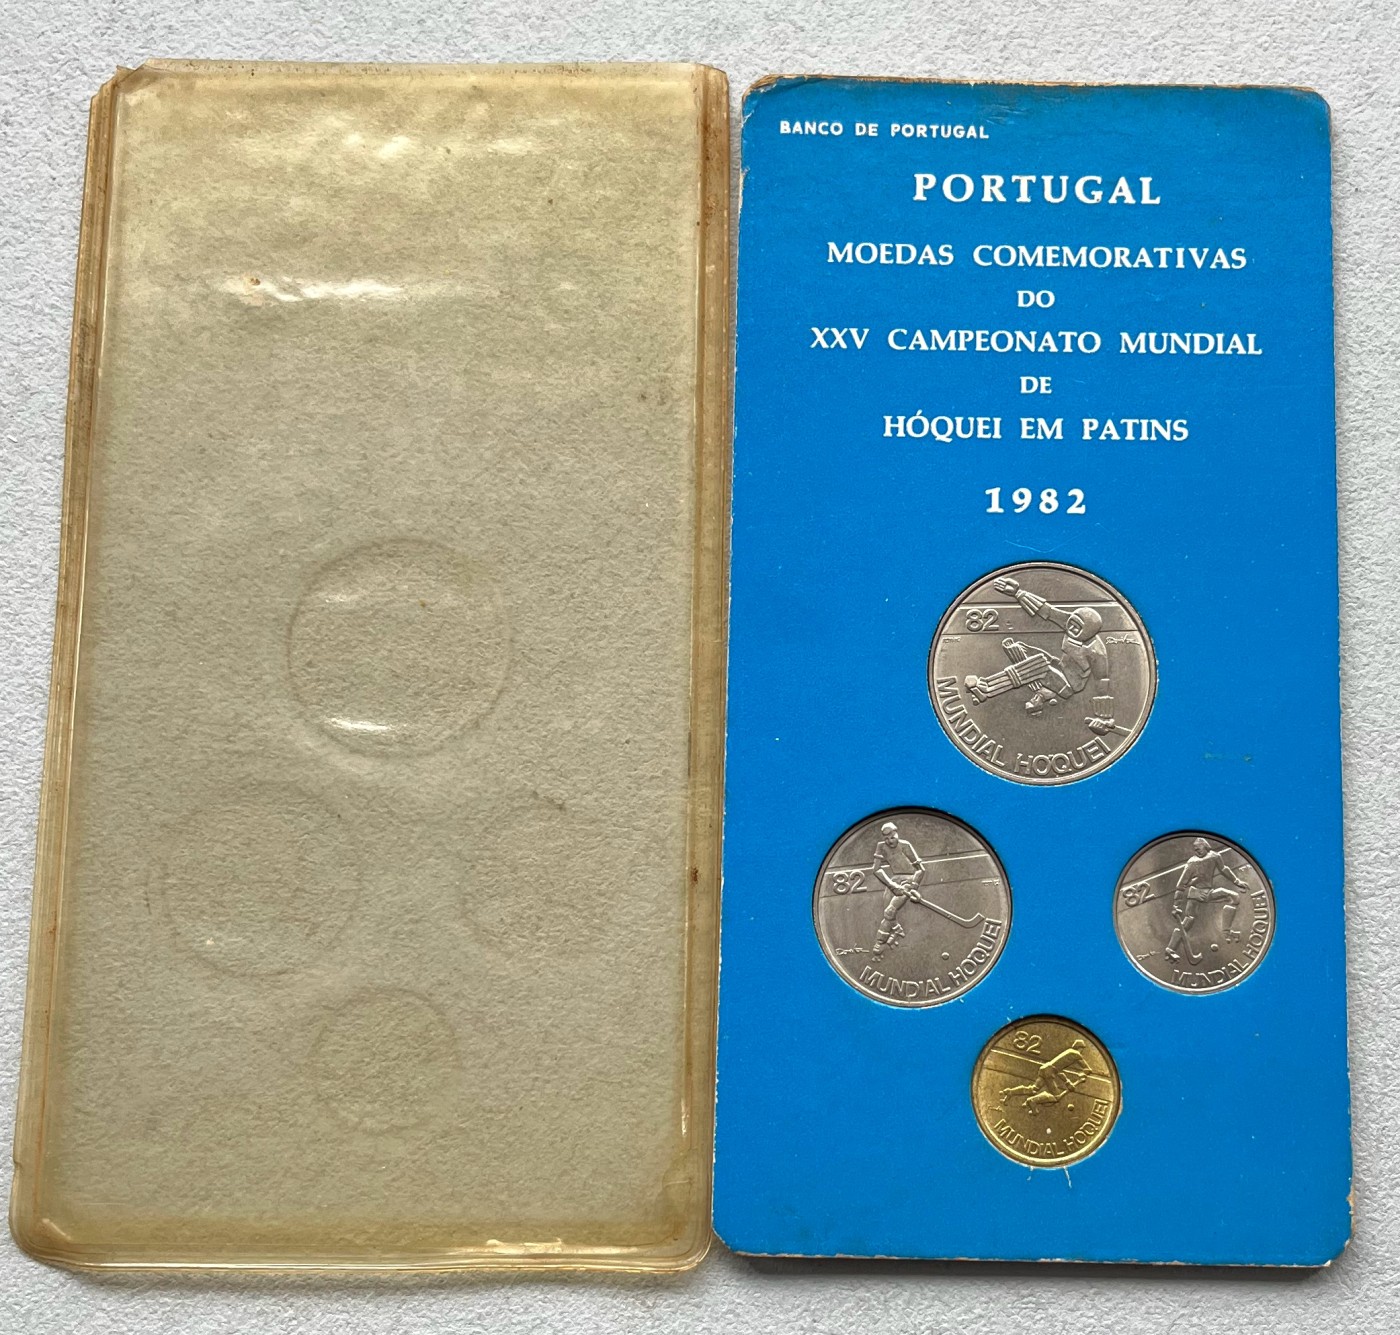 BANCO DE PORTUGAL
PORTUGAL
MOEDAS COMEMORATIVAS
DO
XXV CAMPEONATO MUNDIAL
DE
HÓQUEI EM PATINS
1982
82
MUNDIAL HÓQUEI
82
MUNDIAL HÓQUEI
82
MUNDIAL HÓQUEI
82
MUNDIAL HÓQUEI